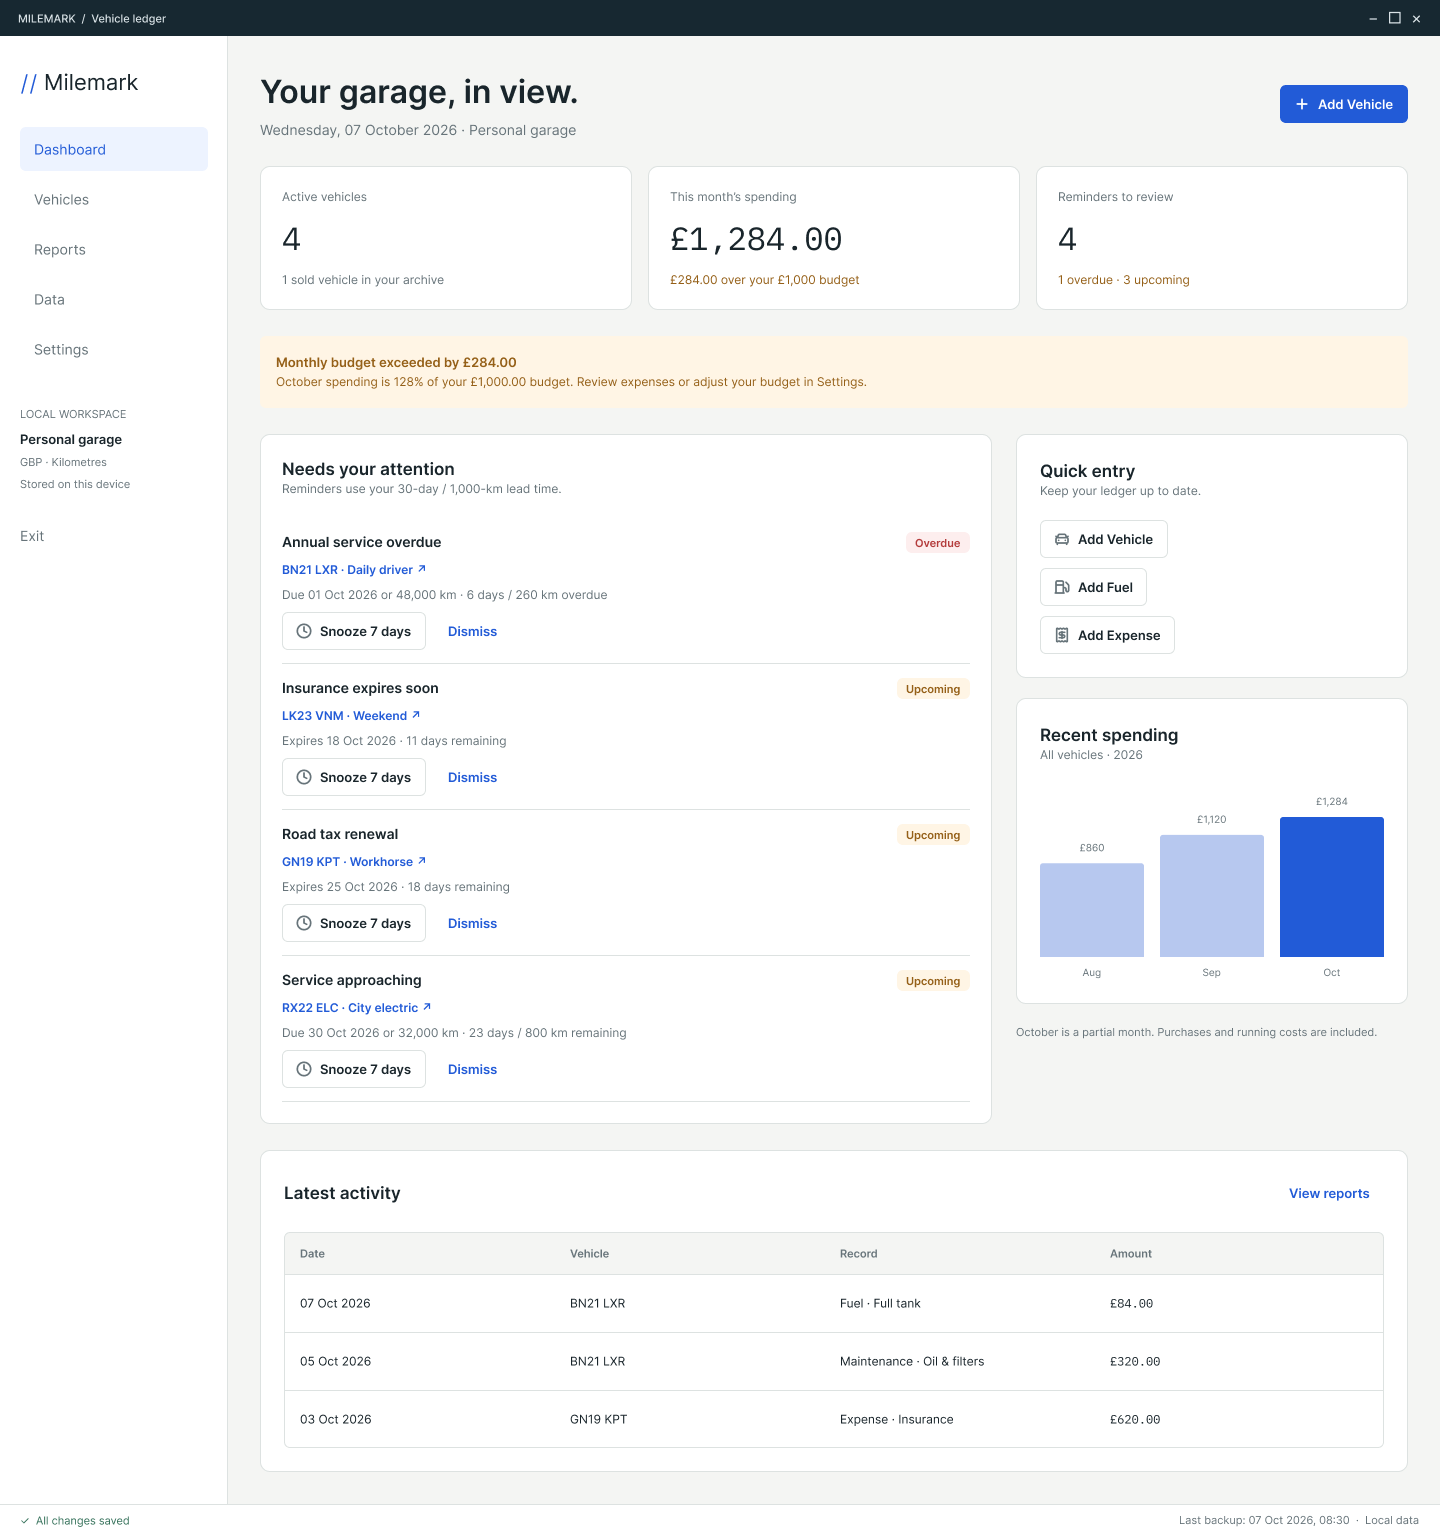 MILEMARK / Vehicle ledger
// Milemark
Dashboard
Vehicles
Reports
Data
Settings
LOCAL WORKSPACE
Personal garage
GBP · Kilometres
Stored on this device
Exit
Your garage, in view.
Wednesday, 07 October 2026 · Personal garage
Add Vehicle
Active vehicles
4
1 sold vehicle in your archive
This month’s spending
£1,284.00
£284.00 over your £1,000 budget
Reminders to review
4
1 overdue · 3 upcoming
Monthly budget exceeded by £284.00
October spending is 128% of your £1,000.00 budget. Review expenses or adjust your budget in Settings.
Needs your attention
Reminders use your 30-day / 1,000-km lead time.
Annual service overdue
Overdue
BN21 LXR · Daily driver ↗
Due 01 Oct 2026 or 48,000 km · 6 days / 260 km overdue
Snooze 7 days
Dismiss
Insurance expires soon
Upcoming
LK23 VNM · Weekend ↗
Expires 18 Oct 2026 · 11 days remaining
Snooze 7 days
Dismiss
Road tax renewal
Upcoming
GN19 KPT · Workhorse ↗
Expires 25 Oct 2026 · 18 days remaining
Snooze 7 days
Dismiss
Service approaching
Upcoming
RX22 ELC · City electric ↗
Due 30 Oct 2026 or 32,000 km · 23 days / 800 km remaining
Snooze 7 days
Dismiss
Quick entry
Keep your ledger up to date.
Add Vehicle
Add Fuel
Add Expense
Recent spending
All vehicles · 2026
£860
£1,120
£1,284
Aug
Sep
Oct
October is a partial month. Purchases and running costs are included.
Latest activity
View reports
Date
Vehicle
Record
Amount
07 Oct 2026
BN21 LXR
Fuel · Full tank
£84.00
05 Oct 2026
BN21 LXR
Maintenance · Oil & filters
£320.00
03 Oct 2026
GN19 KPT
Expense · Insurance
£620.00
✓ All changes saved
Last backup: 07 Oct 2026, 08:30 · Local data